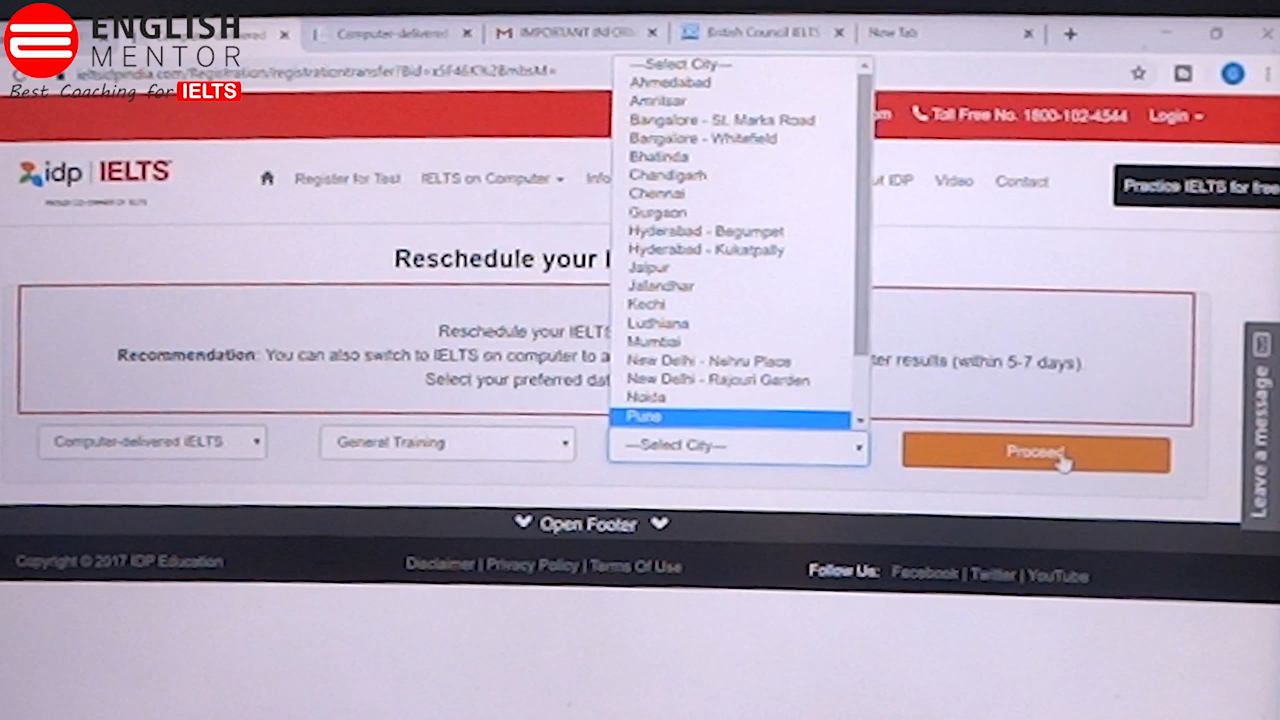 ENGLISH
MENTOR
Best Coaching for IELTS
Computer-delivered
IMPORTANT INFOR
British Council IELTS
New Tab
Toll Free No. 1800-102-4544
Login
idp IELTS
Register for Test
IELTS on Computer
Info
ut IDP
Video
Contact
Practice IELTS for free
Reschedule your I
Reschedule your IELTS
Recommendation: You can also switch to IELTS on computer to a
ter results (within 5-7 days)
Select your preferred dat
Computer-delivered IELTS
General Training
---Select City---
Ahmedabad
Amritsar
Bangalore - St. Marks Road
Bangalore - Whitefield
Bhatinda
Chandigarh
Chennai
Gurgaon
Hyderabad - Begumpet
Hyderabad - Kukatpally
Jaipur
Jalandhar
Kochi
Ludhiana
Mumbai
New Delhi - Nehru Place
New Delhi - Rajouri Garden
Noida
Pune
---Select City---
Proceed
Leave a message
Open Footer
Copyright © 2017 IDP Education
Disclaimer | Privacy Policy | Terms Of Use
Follow Us: Facebook | Twitter | YouTube